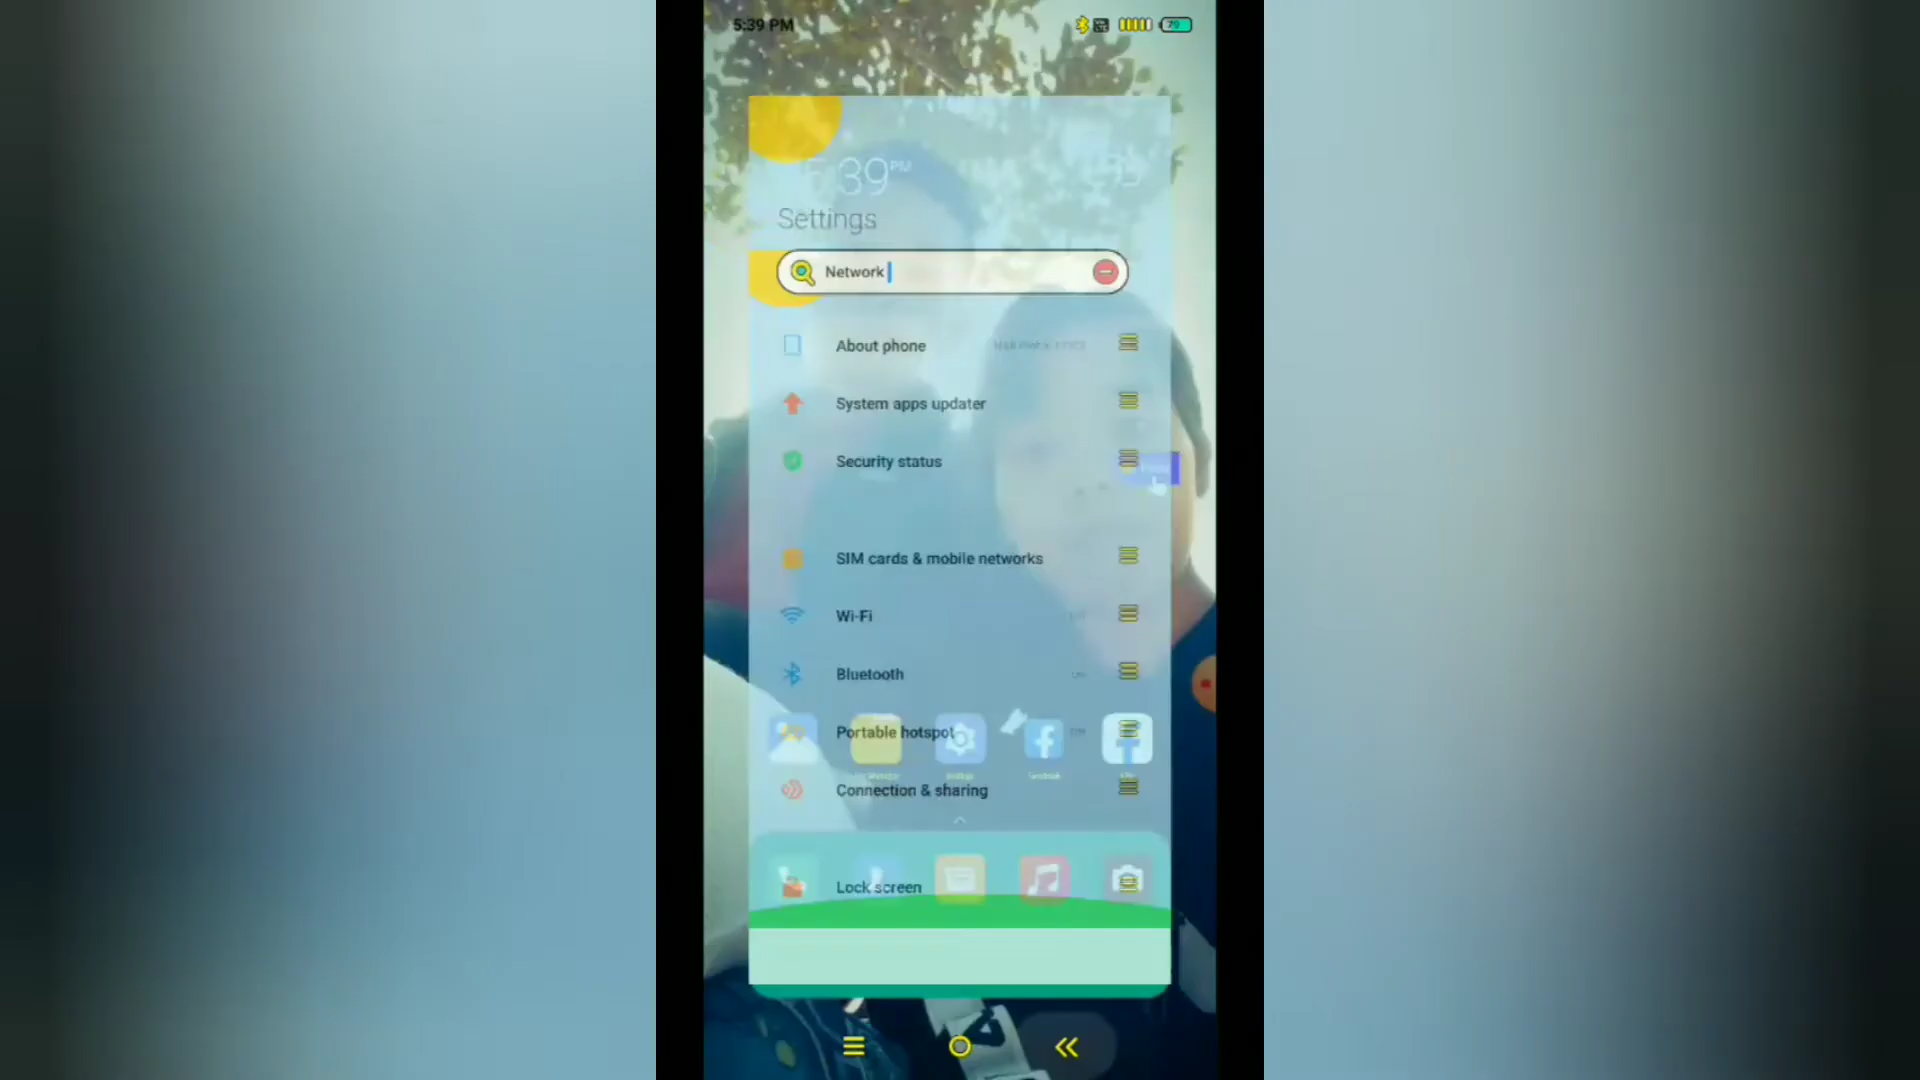 5:39 PM
79
39 PM
Settings
Network
About phone
System apps updater
Security status
SIM cards & mobile networks
Wi-Fi
Bluetooth
Portable hotspot
Connection & sharing
Lock screen